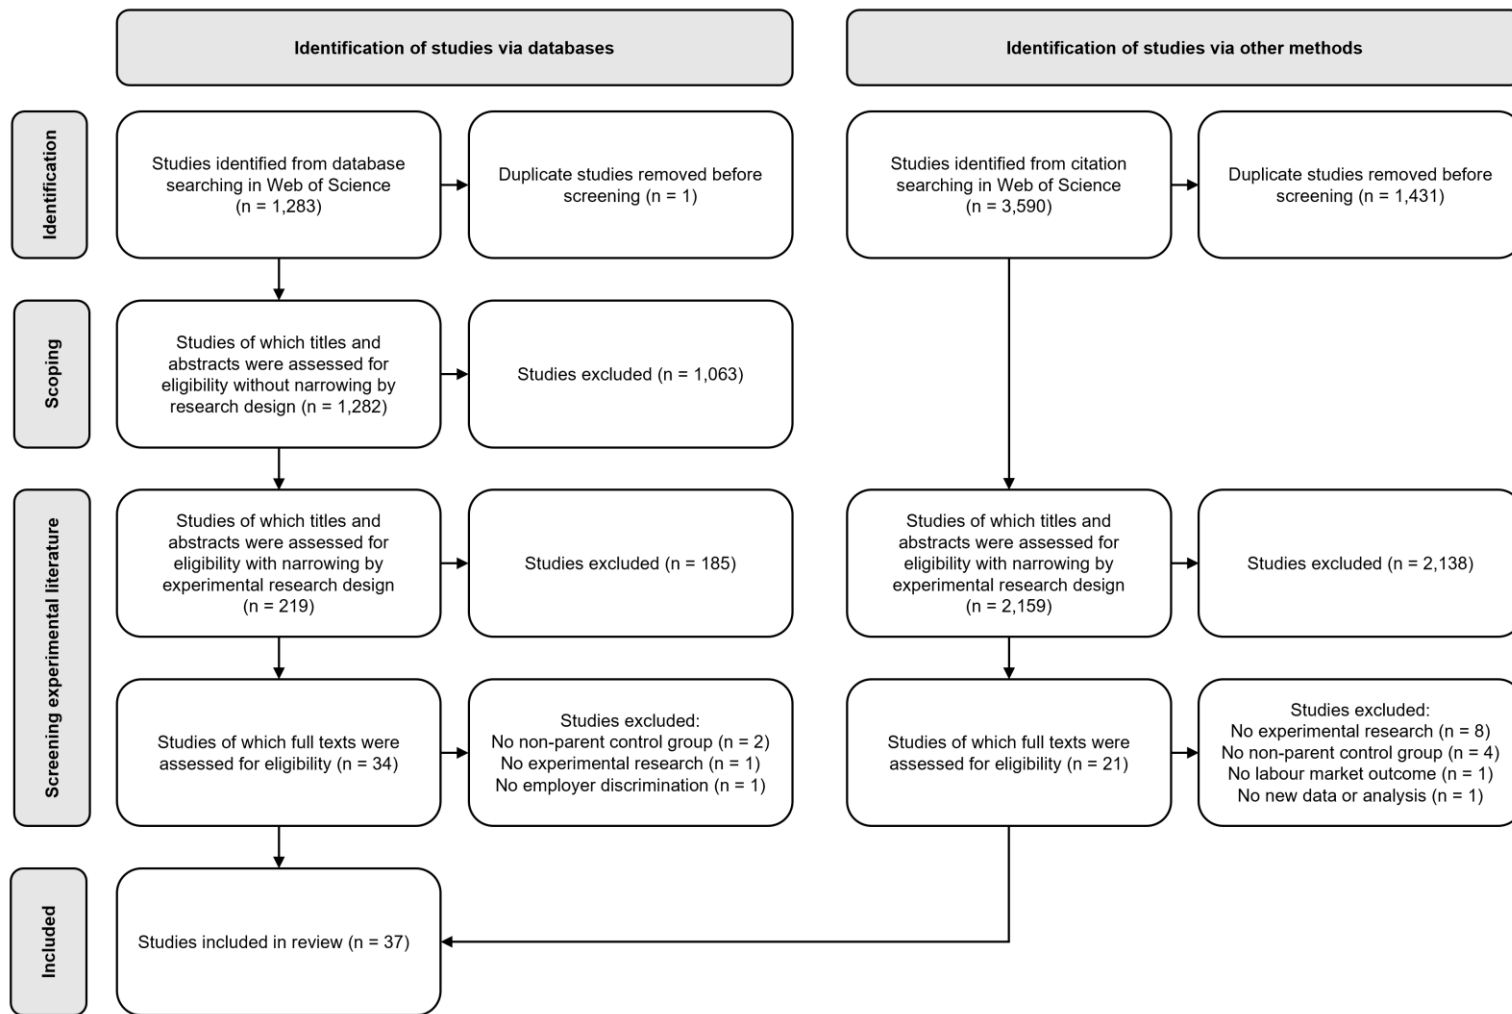 Identification of studies via databases
Identification of studies via other methods
Identification
Studies identified from database
searching in Web of Science
(n = 1,283)
Duplicate studies removed before
screening (n = 1)
Studies identified from citation
searching in Web of Science
(n = 3,590)
Duplicate studies removed before
screening (n = 1,431)
Scoping
Studies of which titles and
abstracts were assessed for
eligibility without narrowing by
research design (n = 1,282)
Studies excluded (n = 1,063)
Screening experimental literature
Studies of which titles and
abstracts were assessed for
eligibility with narrowing by
experimental research design
(n = 219)
Studies excluded (n = 185)
Studies of which titles and
abstracts were assessed for
eligibility with narrowing by
experimental research design
(n = 2,159)
Studies excluded (n = 2,138)
Studies of which full texts were
assessed for eligibility (n = 34)
Studies excluded:
No non-parent control group (n = 2)
No experimental research (n = 1)
No employer discrimination (n = 1)
Studies of which full texts were
assessed for eligibility (n = 21)
Studies excluded:
No experimental research (n = 8)
No non-parent control group (n = 4)
No labour market outcome (n = 1)
No new data or analysis (n = 1)
Included
Studies included in review (n = 37)